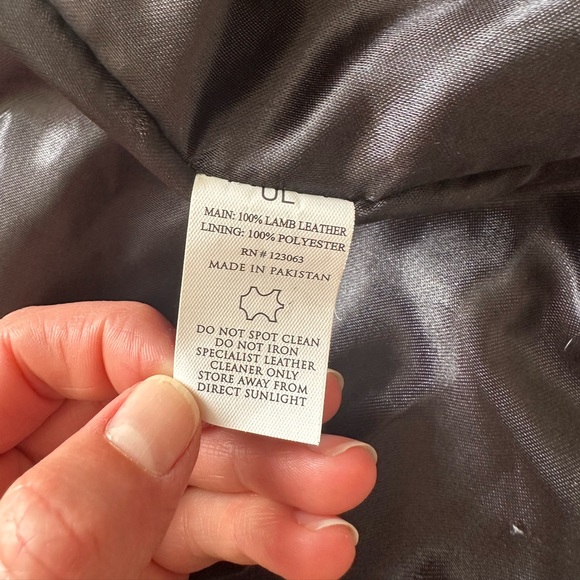 MAIN: 100% LAMB LEATHER
LINING: 100% POLYESTER
RN # 123063
MADE IN PAKISTAN
DO NOT SPOT CLEAN
DO NOT IRON
SPECIALIST LEATHER
CLEANER ONLY
STORE AWAY FROM
DIRECT SUNLIGHT